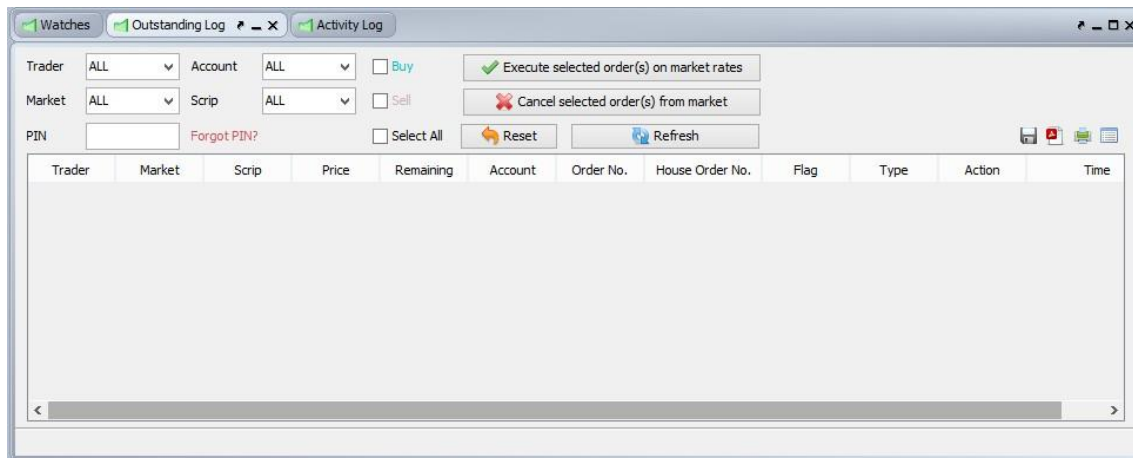 Watches Outstanding Log Activity Log
Trader ALL Account ALL Buy Execute selected order(s) on market rates
Market ALL Scrip ALL Sell Cancel selected order(s) from market
PIN Forgot PIN? Select All Reset Refresh
Trader Market Scrip Price Remaining Account Order No. House Order No. Flag Type Action Time